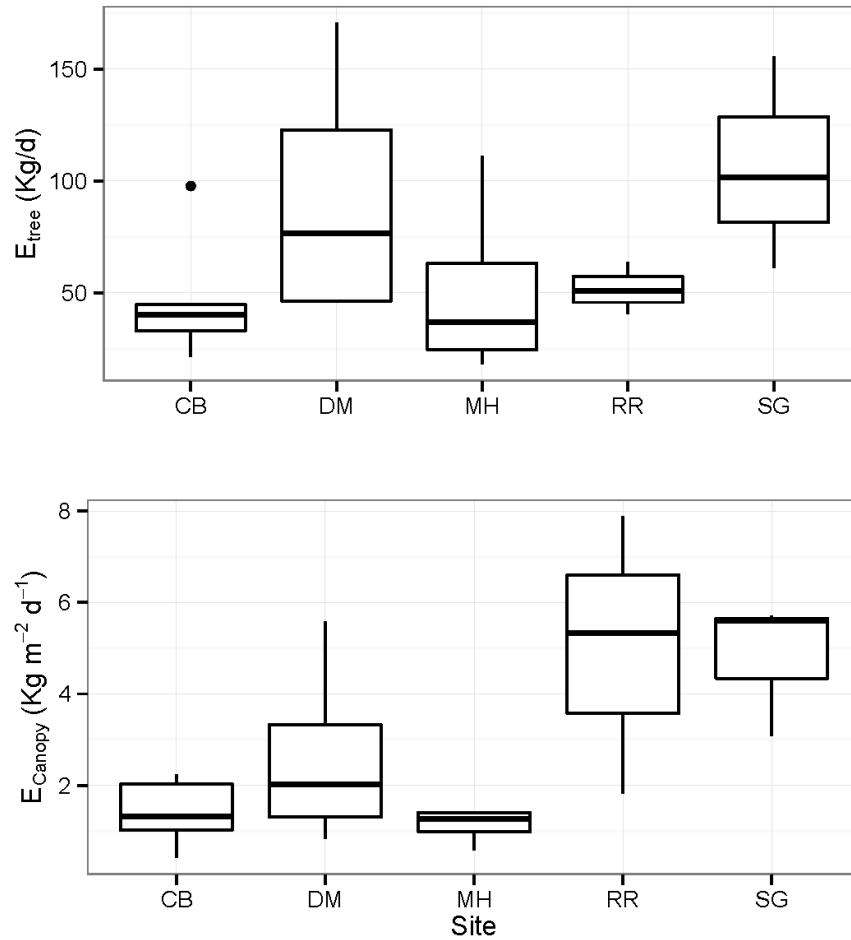 E_tree (Kg/d)
150
100
50
CB DM MH RR SG
E_Canopy (Kg m⁻² d⁻¹)
8
6
4
2
CB DM MH RR SG
Site